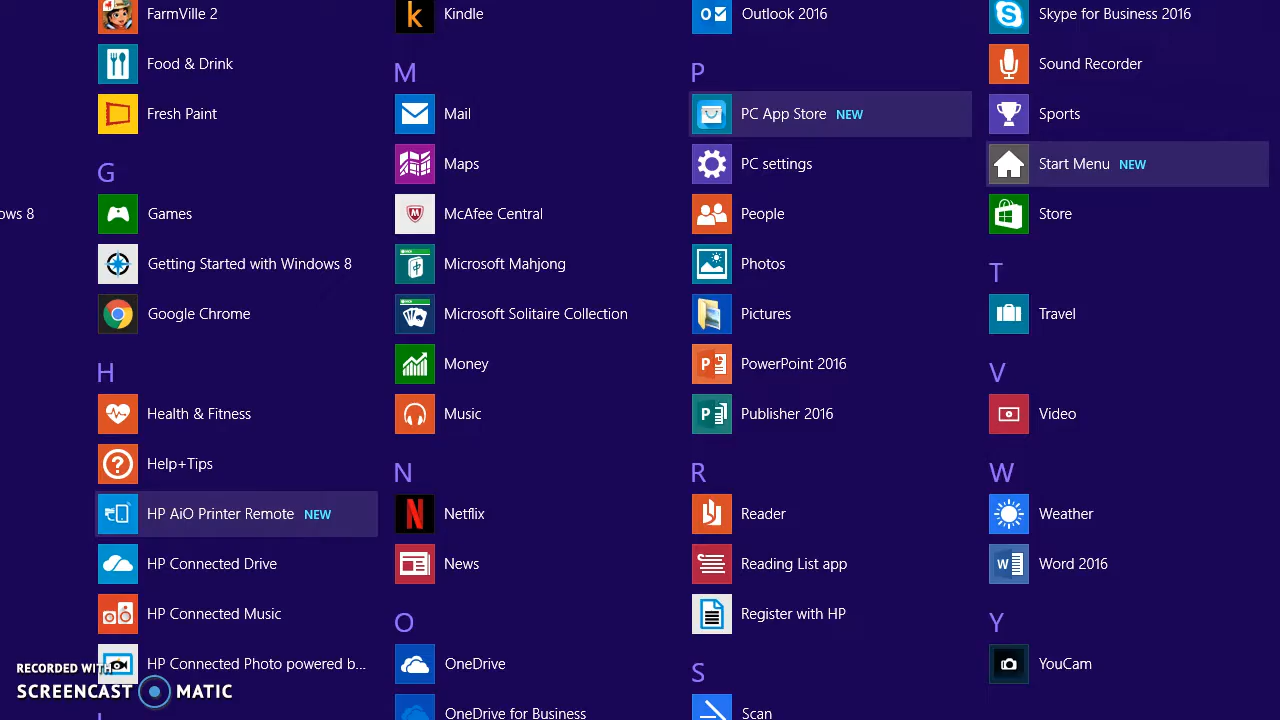 ows 8
FarmVille 2
Food & Drink
Fresh Paint
G
Games
Getting Started with Windows 8
Google Chrome
H
Health & Fitness
Help+Tips
HP AiO Printer Remote NEW
HP Connected Drive
HP Connected Music
HP Connected Photo powered b...
Kindle
M
Mail
Maps
McAfee Central
Microsoft Mahjong
Microsoft Solitaire Collection
Money
Music
N
Netflix
News
O
OneDrive
OneDrive for Business
Outlook 2016
P
PC App Store NEW
PC settings
People
Photos
Pictures
PowerPoint 2016
Publisher 2016
R
Reader
Reading List app
Register with HP
S
Scan
Skype for Business 2016
Sound Recorder
Sports
Start Menu NEW
Store
T
Travel
V
Video
W
Weather
Word 2016
Y
YouCam
RECORDED WITH
SCREENCAST MATIC